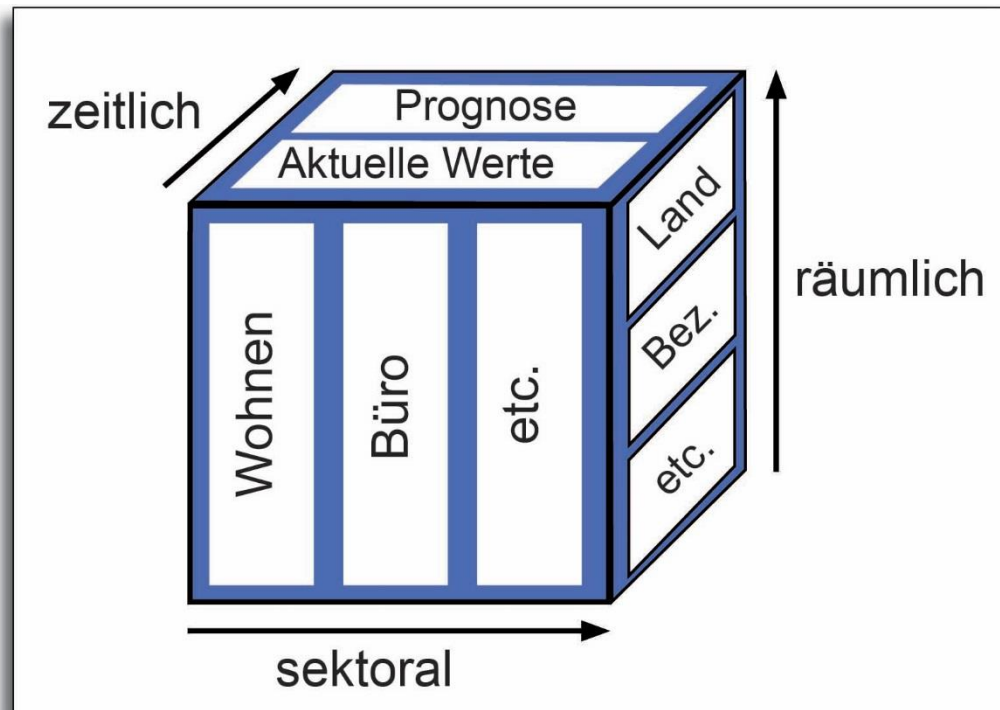 zeitlich
Prognose
Aktuelle Werte
Land
räumlich
Bez.
Wohnen
Büro
etc.
etc.
sektoral